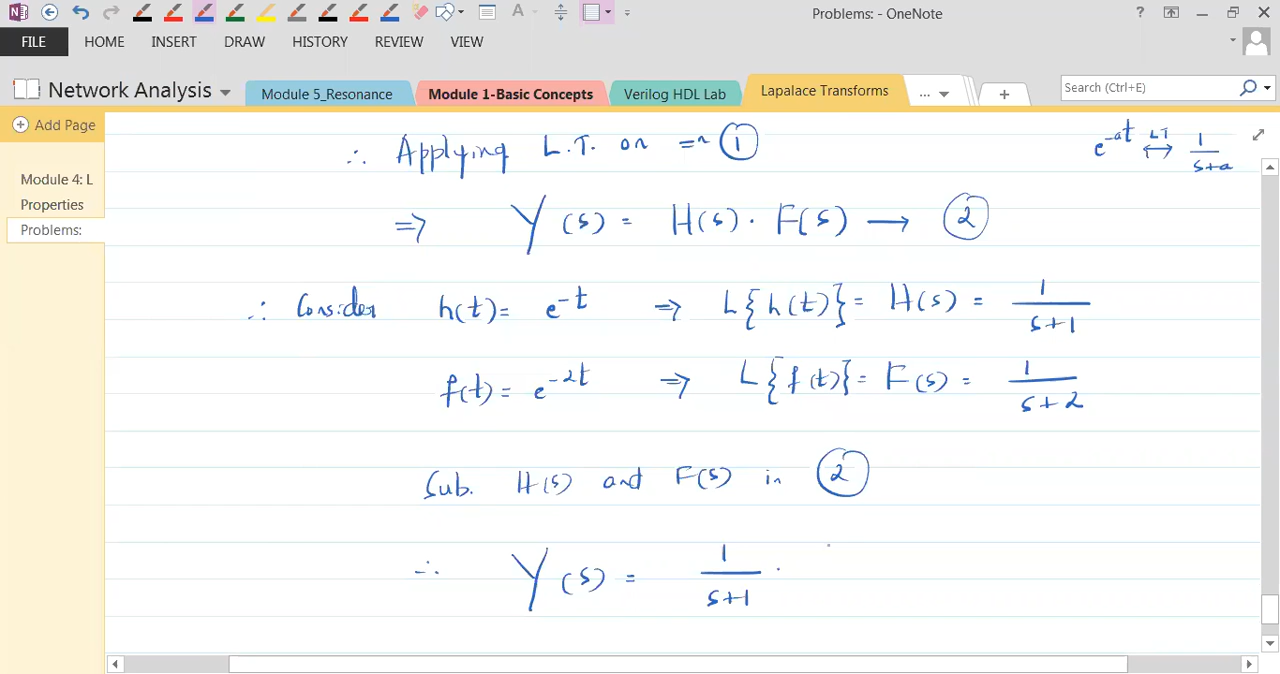 Problems: - OneNote
FILE HOME INSERT DRAW HISTORY REVIEW VIEW
Network Analysis Module 5_Resonance Module 1-Basic Concepts Verilog HDL Lab Lapalace Transforms ... Search (Ctrl+E)
Add Page
Module 4: L
Properties
Problems:
∴ Applying L.T. on =n ①
e^-at LT↔ 1/(s+a)
⇒ Y(s) = H(s) · F(s) → ②
∴ Consider h(t) = e^-t ⇒ L{h(t)} = H(s) = 1/(s+1)
f(t) = e^-2t ⇒ L{f(t)} = F(s) = 1/(s+2)
Sub. H(s) and F(s) in ②
∴ Y(s) = 1/(s+1) ·